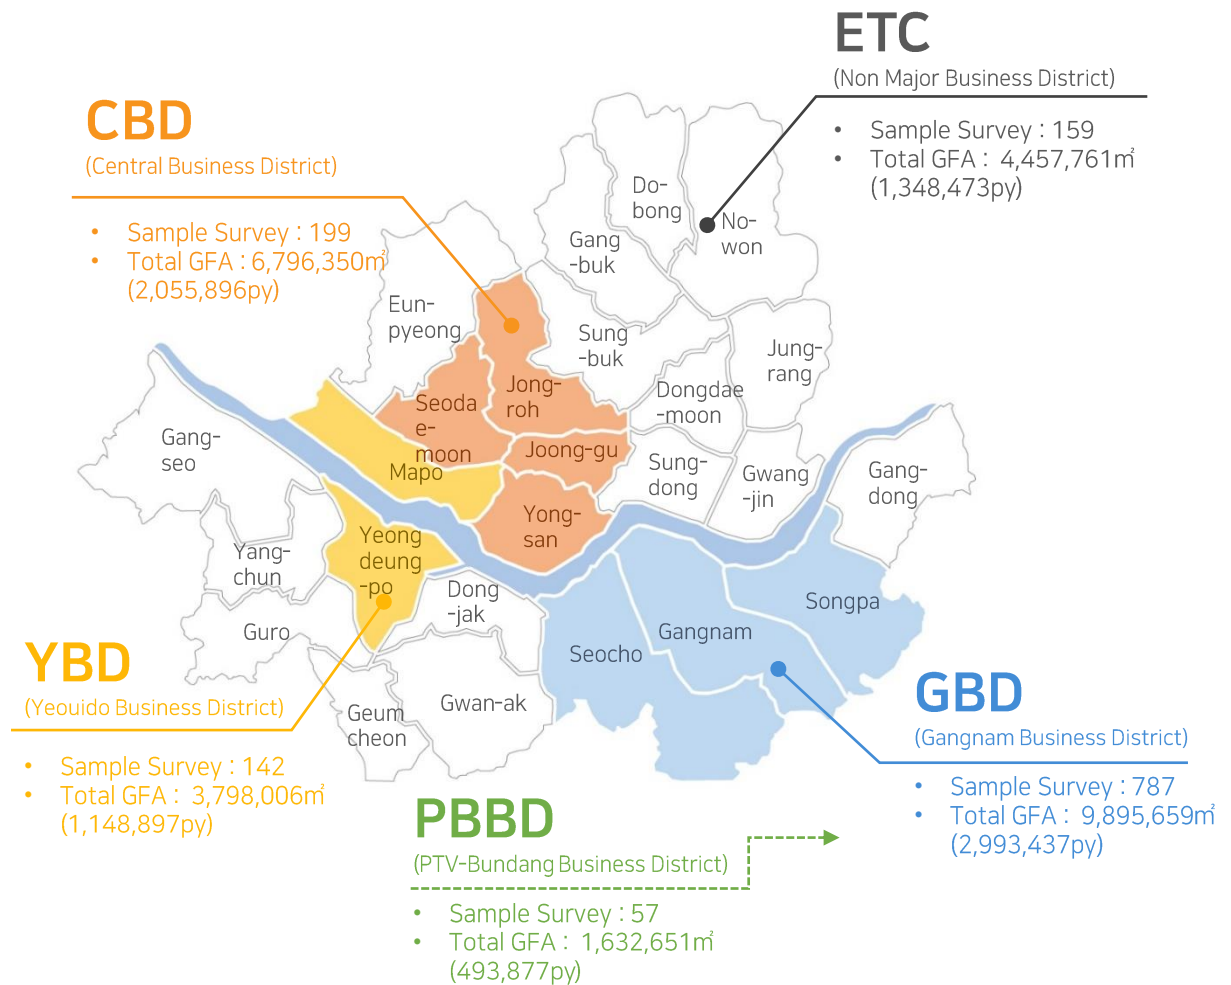 ETC
(Non Major Business District)
• Sample Survey : 159
• Total GFA : 4,457,761㎡
(1,348,473py)
CBD
(Central Business District)
• Sample Survey : 199
• Total GFA : 6,796,350㎡
(2,055,896py)
Do-
bong
No-
won
Gang
-buk
Eun-
pyeong
Sung
-buk
Jung-
rang
Jong-
roh
Dongdae
-moon
Seoda
e-
moon
Gang-
seo
Mapo
Joong-gu
Sung-
dong
Gwang
-jin
Gang-
dong
Yong-
san
Yeong
deung
-po
Yang-
chun
Dong
-jak
Songpa
Guro
Gangnam
Seocho
Gwan-ak
Geum
cheon
YBD
(Yeouido Business District)
• Sample Survey : 142
• Total GFA : 3,798,006㎡
(1,148,897py)
GBD
(Gangnam Business District)
• Sample Survey : 787
• Total GFA : 9,895,659㎡
(2,993,437py)
PBBD
(PTV-Bundang Business District)
• Sample Survey : 57
• Total GFA : 1,632,651㎡
(493,877py)